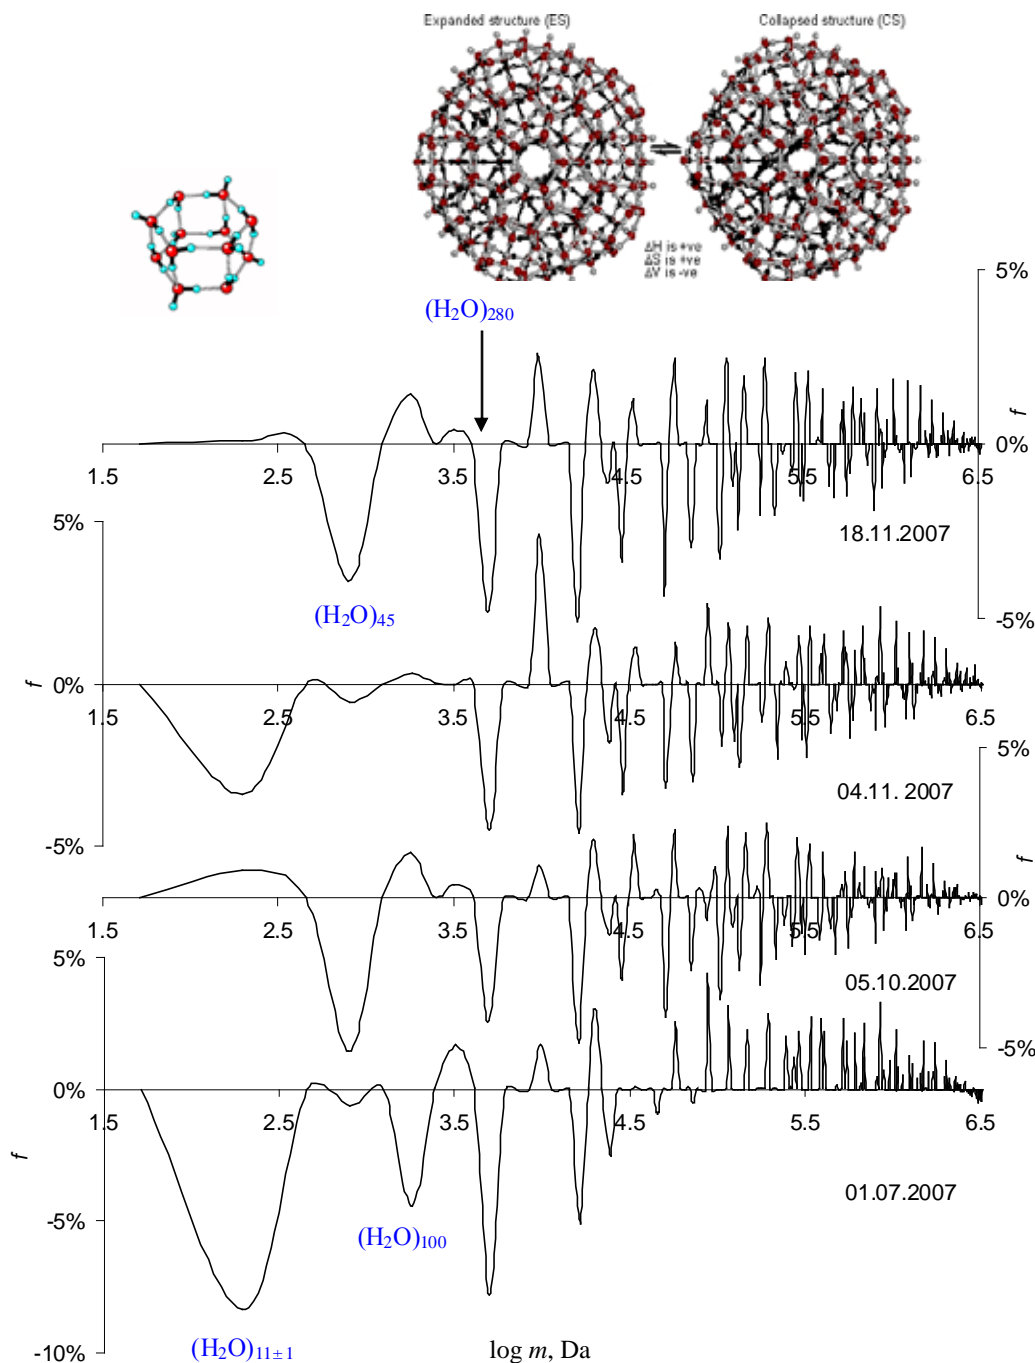 Expanded structure (ES)
Collapsed structure (CS)
ΔH is +ve
ΔS is +ve
ΔV is -ve
(H₂O)₂₈₀
5%
f
0%
1.5
2.5
3.5
4.5
5.5
6.5
18.11.2007
-5%
(H₂O)₄₅
5%
f
0%
1.5
2.5
3.5
4.5
5.5
6.5
04.11. 2007
-5%
5%
f
0%
1.5
2.5
3.5
4.5
5.5
6.5
05.10.2007
-5%
5%
0%
f
1.5
2.5
3.5
4.5
5.5
6.5
01.07.2007
-5%
(H₂O)₁₀₀
-10%
(H₂O)₁₁±₁
log m, Da